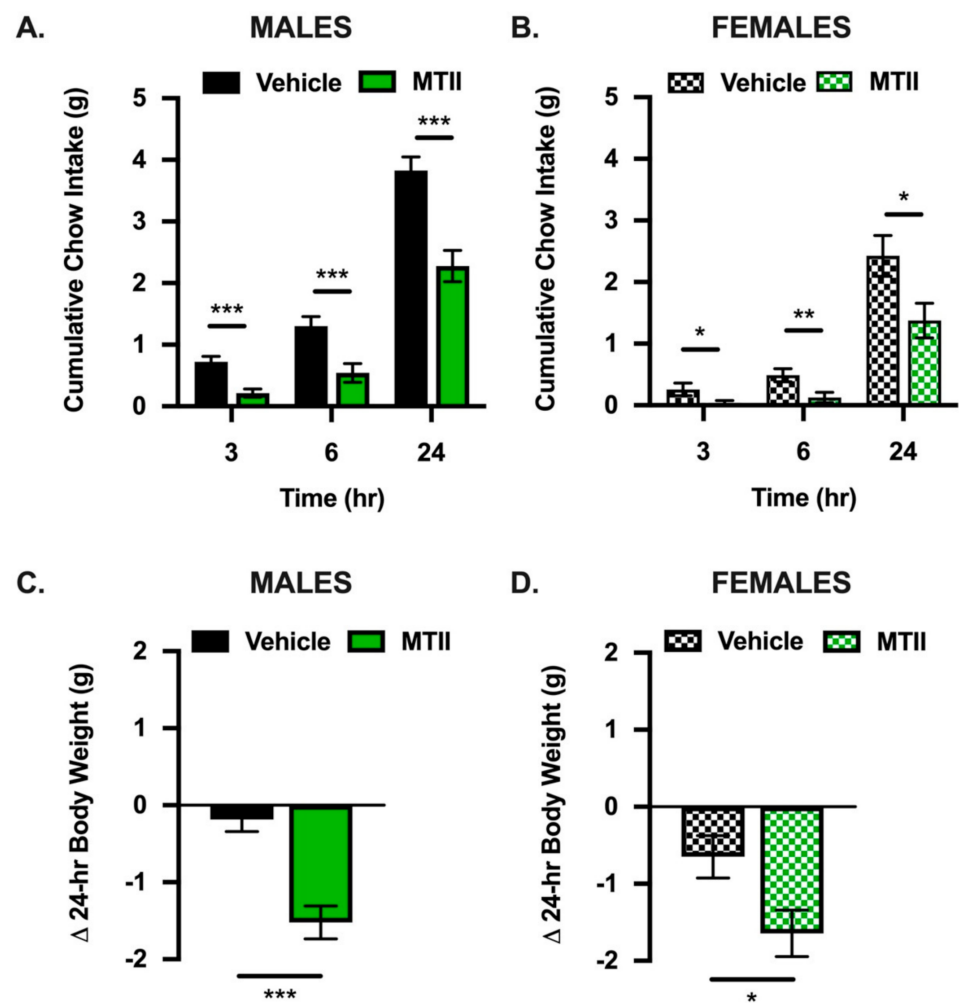 A. MALES
Vehicle MTII
Cumulative Chow Intake (g)
5
4
3
2
1
0
***
***
***
3 6 24
Time (hr)
B. FEMALES
Vehicle MTII
Cumulative Chow Intake (g)
5
4
3
2
1
0
*
**
*
3 6 24
Time (hr)
C. MALES
Vehicle MTII
Δ 24-hr Body Weight (g)
2
1
0
-1
-2
***
D. FEMALES
Vehicle MTII
Δ 24-hr Body Weight (g)
2
1
0
-1
-2
*